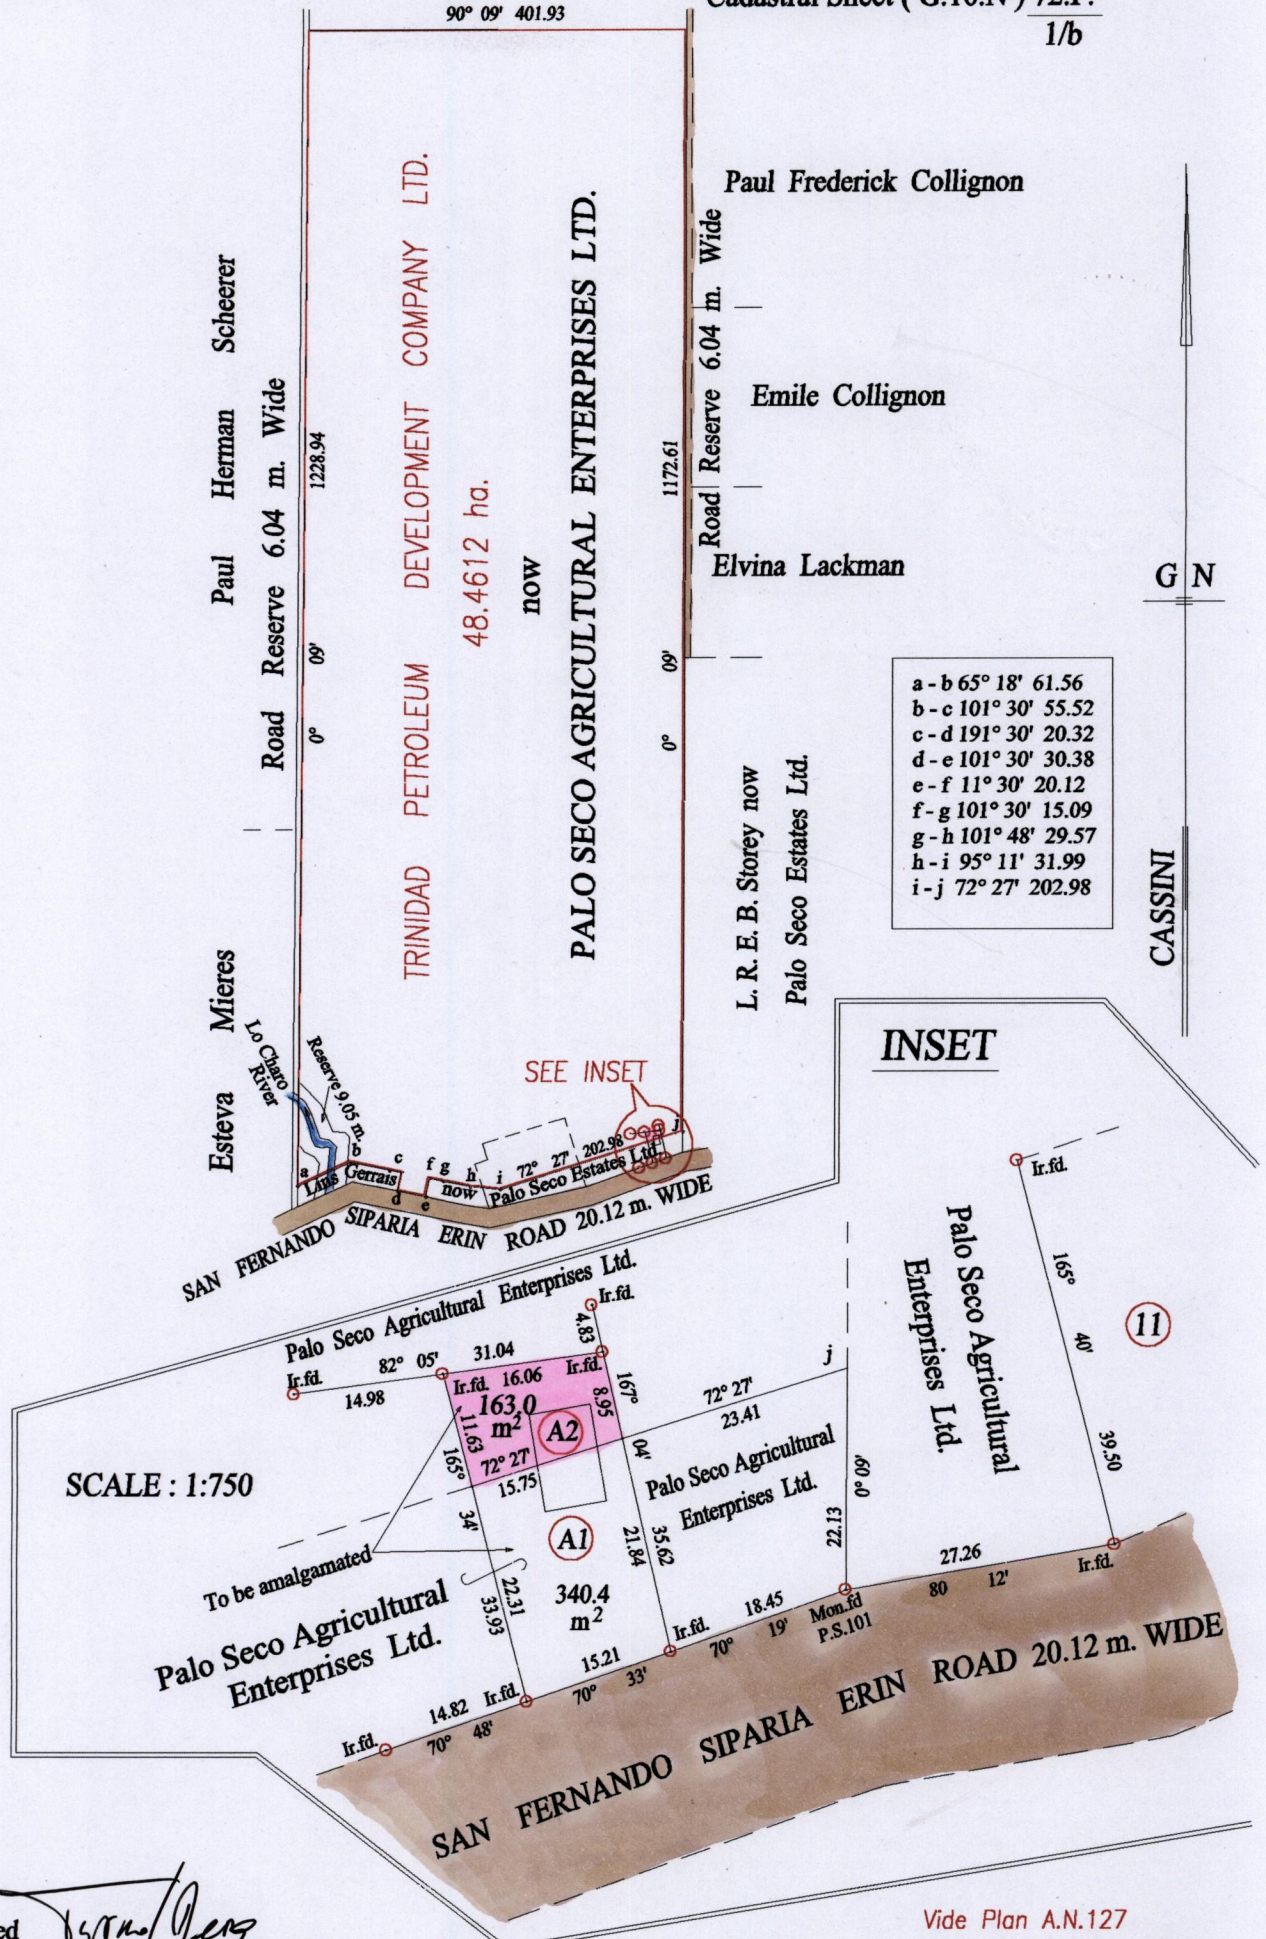 90° 09' 401.93
Cadastral Sheet ( G.10.N )
1/b
Paul Herman Scheerer
Road Reserve 6.04 m. Wide
1228.94
0° 09'
TRINIDAD PETROLEUM DEVELOPMENT COMPANY LTD.
48.4612 ha.
now
PALO SECO AGRICULTURAL ENTERPRISES LTD.
1172.61
0° 09'
Road Reserve 6.04 m. Wide
Paul Frederick Collignon
Emile Collignon
Elvina Lackman
L. R. E. B. Storey now
Palo Seco Estates Ltd.
G N
CASSINI
a - b 65° 18' 61.56
b - c 101° 30' 55.52
c - d 191° 30' 20.32
d - e 101° 30' 30.38
e - f 11° 30' 20.12
f - g 101° 30' 15.09
g - h 101° 48' 29.57
h - i 95° 11' 31.99
i - j 72° 27' 202.98
Esteva Mieres
Lo Charo
River
Reserve 9.05 m.
SEE INSET
a
b
c
d
e
f
g
h
i
j
72° 27' 202.98
Lins Gerrais
now
Palo Seco Estates Ltd.
SAN FERNANDO SIPARIA ERIN ROAD 20.12 m. WIDE
INSET
Palo Seco Agricultural Enterprises Ltd.
Ir.fd.
4.83
Ir.fd.
82° 05'
31.04
14.98
Ir.fd. 16.06
Ir.fd.
163.0
m2
A2
11.63
8.95
167°
04'
165°
34'
72° 27'
15.75
72° 27'
23.41
j
Palo Seco Agricultural
Enterprises Ltd.
0° 09'
22.13
Palo Seco Agricultural
Enterprises Ltd.
Ir.fd.
165°
40'
39.50
11
SCALE : 1:750
To be amalgamated
A1
340.4
m2
22.31
33.93
21.84
35.62
Palo Seco Agricultural
Enterprises Ltd.
Ir.fd.
14.82
70° 48'
Ir.fd.
15.21
70° 33'
Ir.fd.
18.45
70° 19'
Mon.fd
P.S.101
27.26
80 12'
Ir.fd.
SAN FERNANDO SIPARIA ERIN ROAD 20.12 m. WIDE
Vide Plan A.N.127